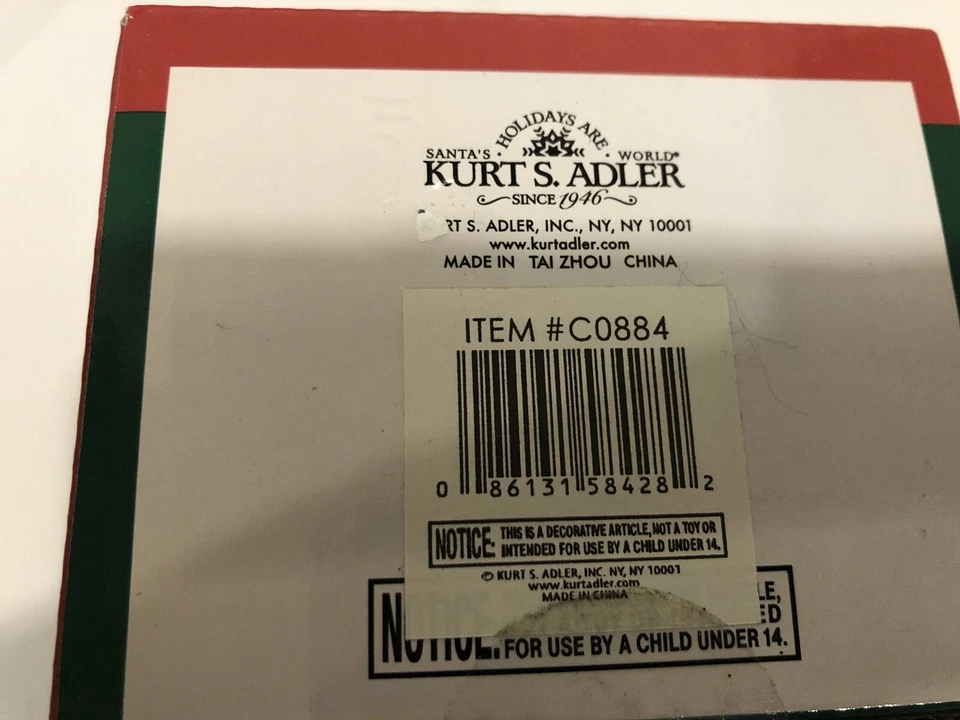 HOLIDAYS ARE
SANTA'S · · WORLD®
KURT S. ADLER
SINCE 1946
RT S. ADLER, INC., NY, NY 10001
www.kurtadler.com
MADE IN TAI ZHOU CHINA
ITEM #C0884
0 86131 58428 2
NOTICE: THIS IS A DECORATIVE ARTICLE, NOT A TOY OR
INTENDED FOR USE BY A CHILD UNDER 14.
© KURT S. ADLER, INC. NY, NY 10001
www.kurtadler.com
MADE IN CHINA
LE,
ED
NOTICE: FOR USE BY A CHILD UNDER 14.